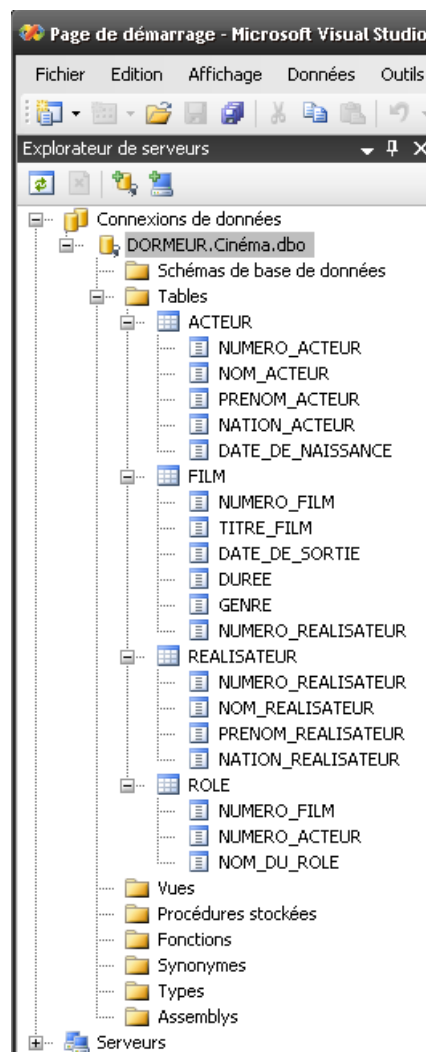 Page de démarrage - Microsoft Visual Studio
Fichier Edition Affichage Données Outils
Explorateur de serveurs
Connexions de données
DORMEUR.Cinéma.dbo
Schémas de base de données
Tables
ACTEUR
NUMERO_ACTEUR
NOM_ACTEUR
PRENOM_ACTEUR
NATION_ACTEUR
DATE_DE_NAISSANCE
FILM
NUMERO_FILM
TITRE_FILM
DATE_DE_SORTIE
DUREE
GENRE
NUMERO_REALISATEUR
REALISATEUR
NUMERO_REALISATEUR
NOM_REALISATEUR
PRENOM_REALISATEUR
NATION_REALISATEUR
ROLE
NUMERO_FILM
NUMERO_ACTEUR
NOM_DU_ROLE
Vues
Procédures stockées
Fonctions
Synonymes
Types
Assemblys
Serveurs